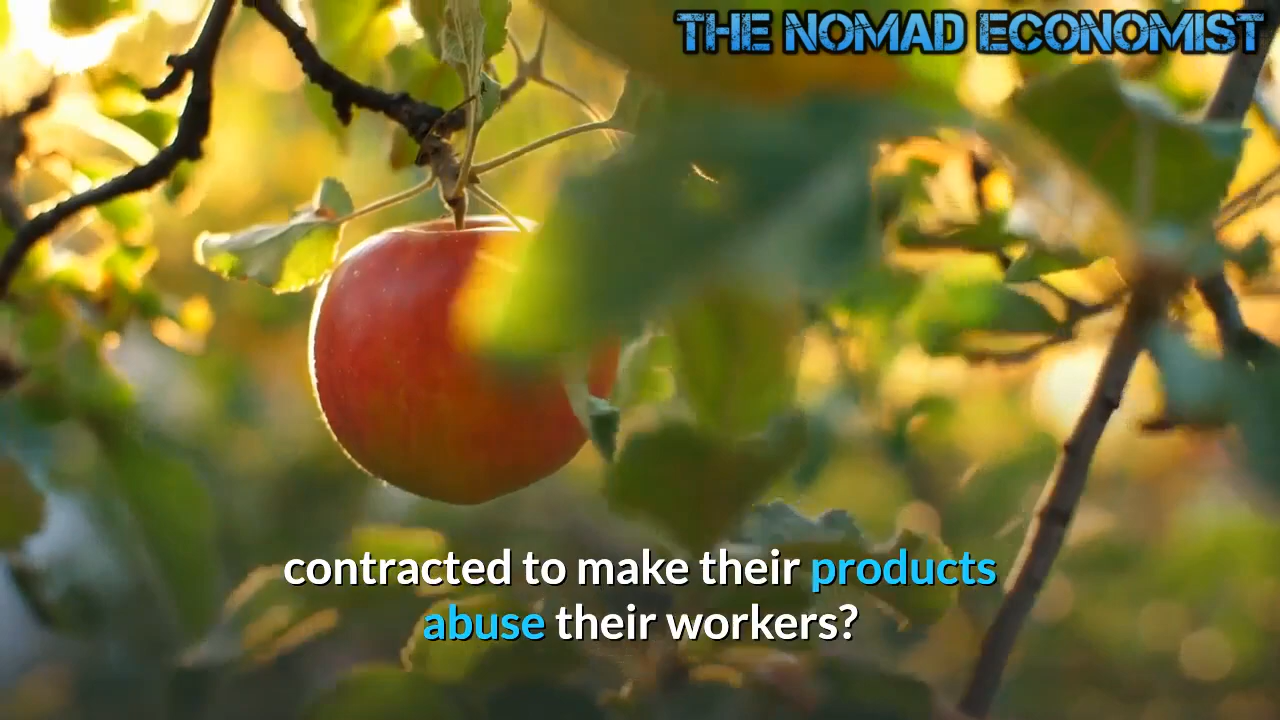 THE NOMAD ECONOMIST
contracted to make their products
abuse their workers?